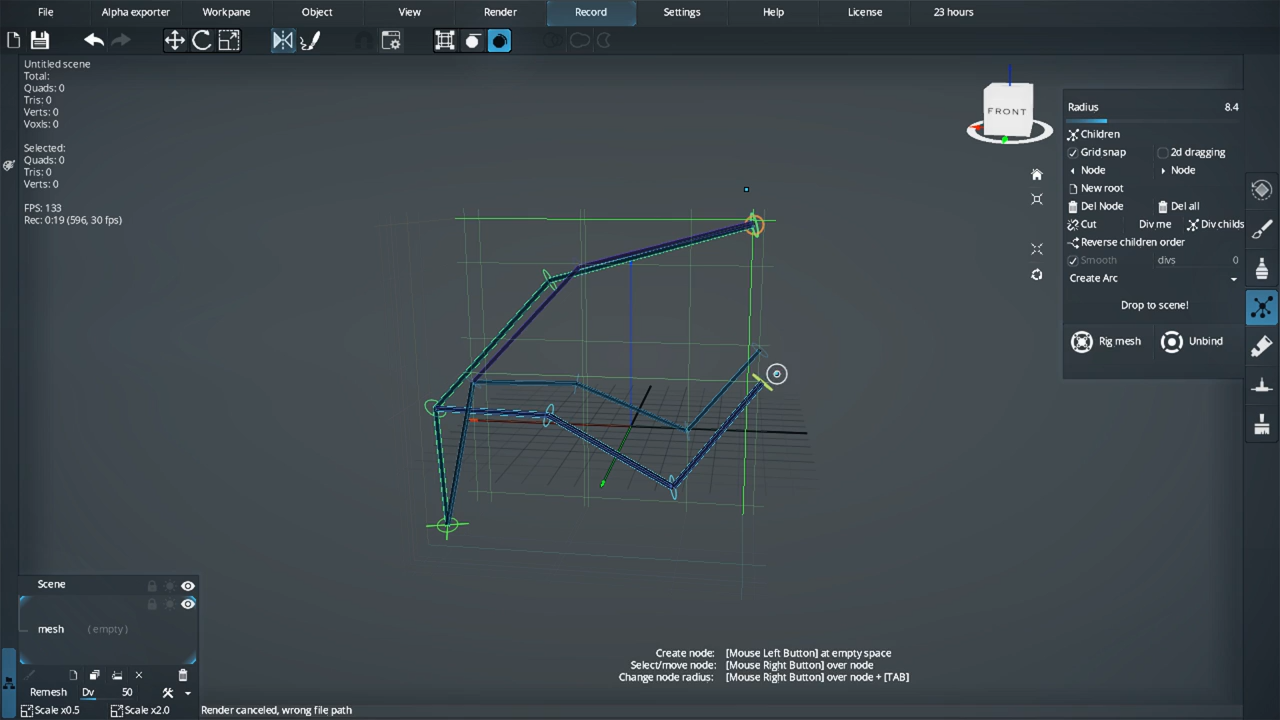 File Alpha exporter Workpane Object View Render Record Settings Help License 23 hours
Untitled scene
Total:
Quads: 0
Tris: 0
Verts: 0
Voxls: 0
Selected:
Quads: 0
Tris: 0
Verts: 0
FPS: 133
Rec: 0:19 (596, 30 fps)
FRONT
Radius 8.4
Children
Grid snap 2d dragging
Node Node
New root
Del Node Del all
Cut Div me Div childs
Reverse children order
Smooth divs 0
Create Arc
Drop to scene!
Rig mesh Unbind
Scene
mesh (empty)
Remesh Dv 50
Scale x0.5 Scale x2.0
Create node: [Mouse Left Button] at empty space
Select/move node: [Mouse Right Button] over node
Change node radius: [Mouse Right Button] over node + [TAB]
Render canceled, wrong file path